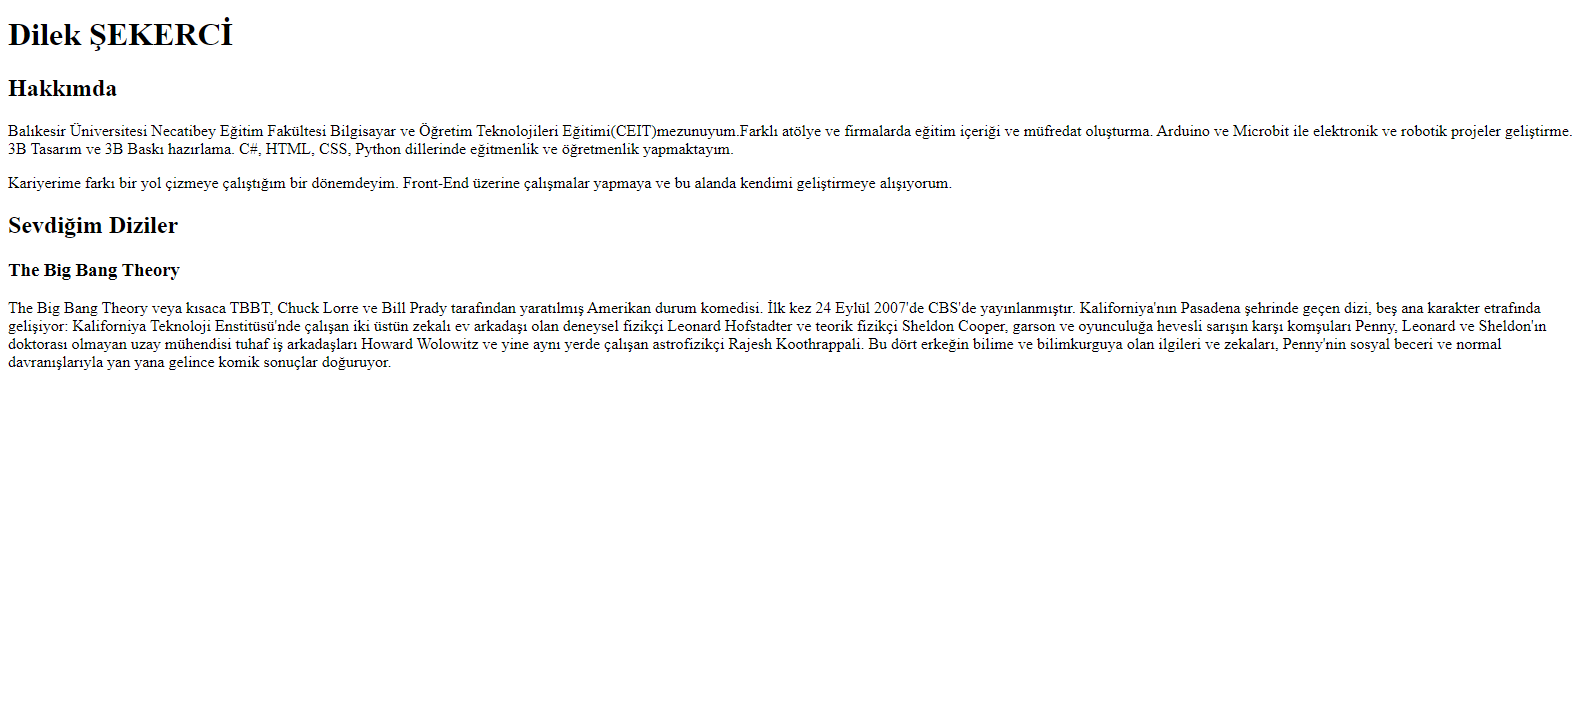 Dilek ŞEKERCİ
Hakkımda
Balıkesir Üniversitesi Necatibey Eğitim Fakültesi Bilgisayar ve Öğretim Teknolojileri Eğitimi(CEIT)mezunuyum.Farklı atölye ve firmalarda eğitim içeriği ve müfredat oluşturma. Arduino ve Microbit ile elektronik ve robotik projeler geliştirme.
3B Tasarım ve 3B Baskı hazırlama. C#, HTML, CSS, Python dillerinde eğitmenlik ve öğretmenlik yapmaktayım.
Kariyerime farkı bir yol çizmeye çalıştığım bir dönemdeyim. Front-End üzerine çalışmalar yapmaya ve bu alanda kendimi geliştirmeye alışıyorum.
Sevdiğim Diziler
The Big Bang Theory
The Big Bang Theory veya kısaca TBBT, Chuck Lorre ve Bill Prady tarafından yaratılmış Amerikan durum komedisi. İlk kez 24 Eylül 2007'de CBS'de yayınlanmıştır. Kaliforniya'nın Pasadena şehrinde geçen dizi, beş ana karakter etrafında
gelişiyor: Kaliforniya Teknoloji Enstitüsü'nde çalışan iki üstün zekalı ev arkadaşı olan deneysel fizikçi Leonard Hofstadter ve teorik fizikçi Sheldon Cooper, garson ve oyunculuğa hevesli sarışın karşı komşuları Penny, Leonard ve Sheldon'ın
doktorası olmayan uzay mühendisi tuhaf iş arkadaşları Howard Wolowitz ve yine aynı yerde çalışan astrofizikçi Rajesh Koothrappali. Bu dört erkeğin bilime ve bilimkurguya olan ilgileri ve zekaları, Penny'nin sosyal beceri ve normal
davranışlarıyla yan yana gelince komik sonuçlar doğuruyor.